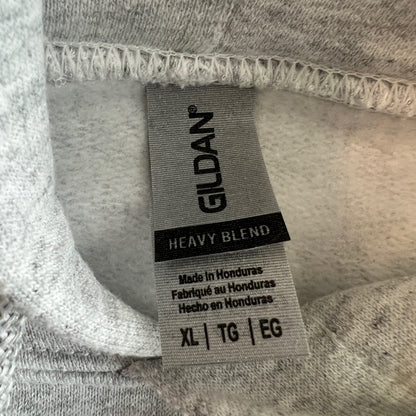 GILDAN®
HEAVY BLEND
Made in Honduras
Fabriqué au Honduras
Hecho en Honduras
XL | TG | EG